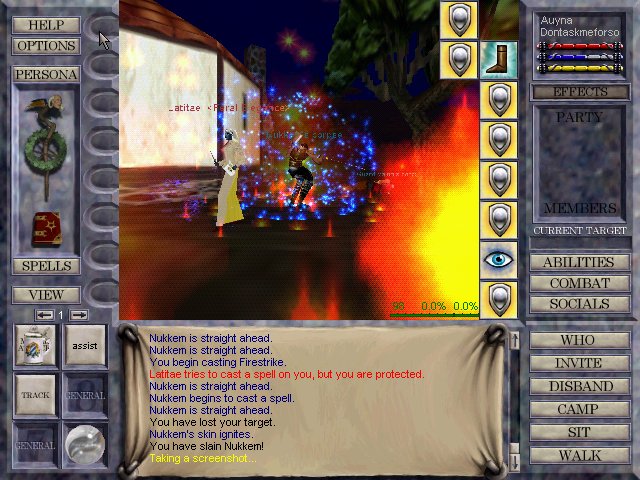 HELP
OPTIONS
PERSONA
SPELLS
VIEW
1
assist
TRACK
GENERAL
GENERAL
Auyna
Dontaskmeforso
EFFECTS
PARTY
MEMBERS
CURRENT TARGET
ABILITIES
COMBAT
SOCIALS
WHO
INVITE
DISBAND
CAMP
SIT
WALK
Latitae
corpse
98 0.0% 0.0%
Nukkem is straight ahead.
Nukkem is straight ahead.
You begin casting Firestrike.
Latitae tries to cast a spell on you, but you are protected.
Nukkem is straight ahead.
Nukkem begins to cast a spell.
Nukkem is straight ahead.
You have lost your target.
Nukkem's skin ignites.
You have slain Nukkem!
Taking a screenshot...